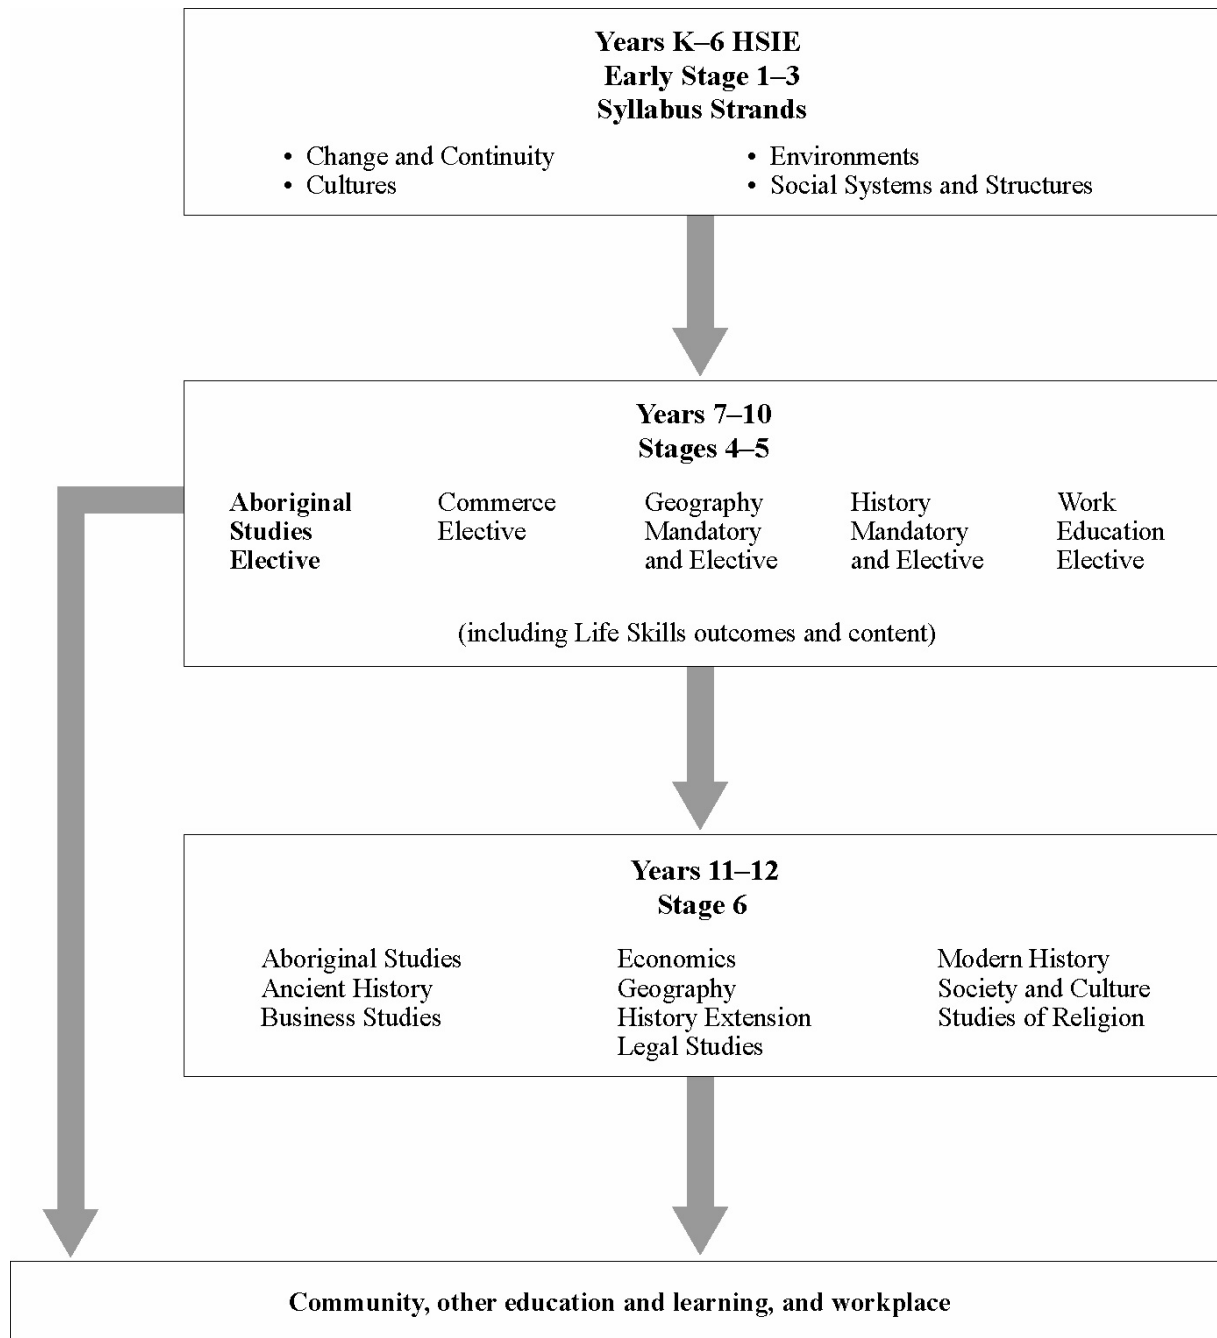 Years K–6 HSIE
Early Stage 1–3
Syllabus Strands
• Change and Continuity
• Cultures
• Environments
• Social Systems and Structures
Years 7–10
Stages 4–5
Aboriginal
Studies
Elective
Commerce
Elective
Geography
Mandatory
and Elective
History
Mandatory
and Elective
Work
Education
Elective
(including Life Skills outcomes and content)
Years 11–12
Stage 6
Aboriginal Studies
Ancient History
Business Studies
Economics
Geography
History Extension
Legal Studies
Modern History
Society and Culture
Studies of Religion
Community, other education and learning, and workplace